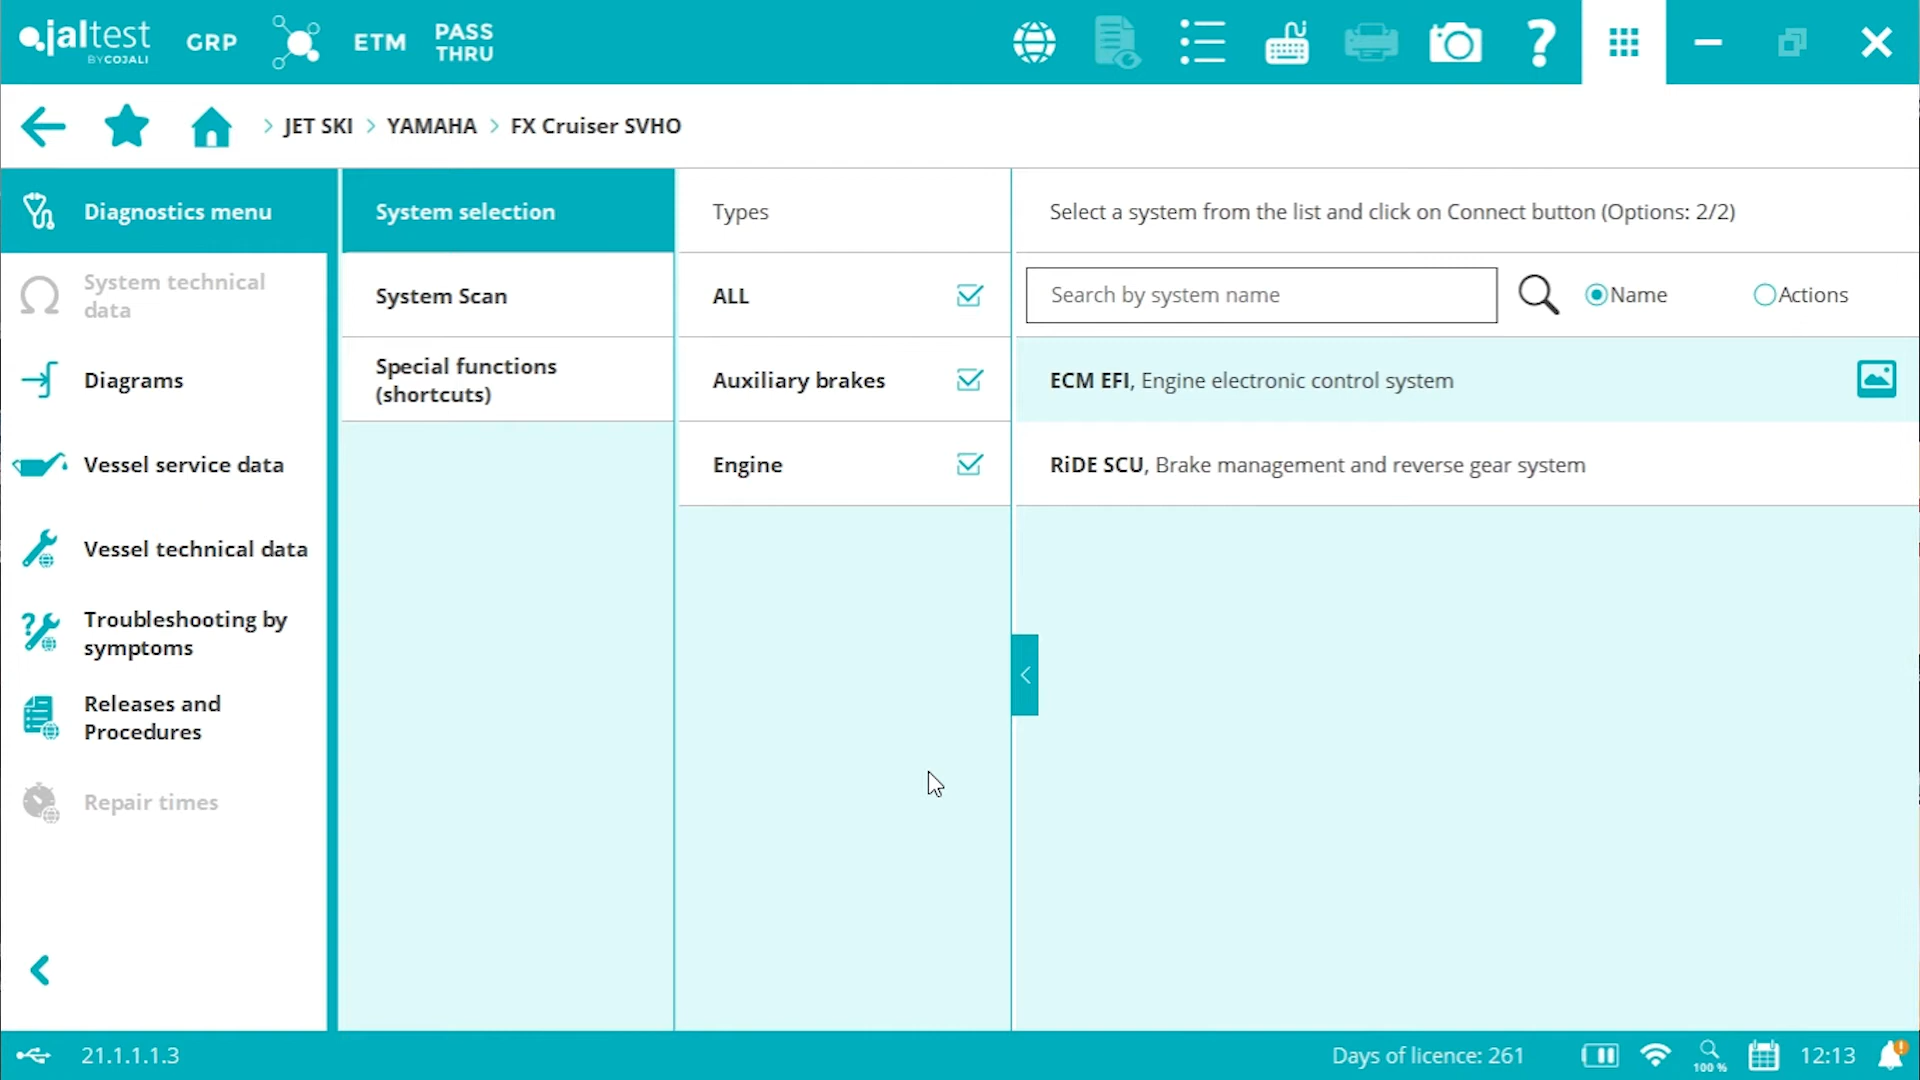 jaltest
BY COJALI
GRP
ETM
PASS
THRU
> JET SKI > YAMAHA > FX Cruiser SVHO
Diagnostics menu
System technical
data
Diagrams
Vessel service data
Vessel technical data
Troubleshooting by
symptoms
Releases and
Procedures
Repair times
System selection
System Scan
Special functions
(shortcuts)
Types
ALL
Auxiliary brakes
Engine
Select a system from the list and click on Connect button (Options: 2/2)
Search by system name
Name
Actions
ECM EFI, Engine electronic control system
RiDE SCU, Brake management and reverse gear system
21.1.1.1.3
Days of licence: 261
100 %
12:13